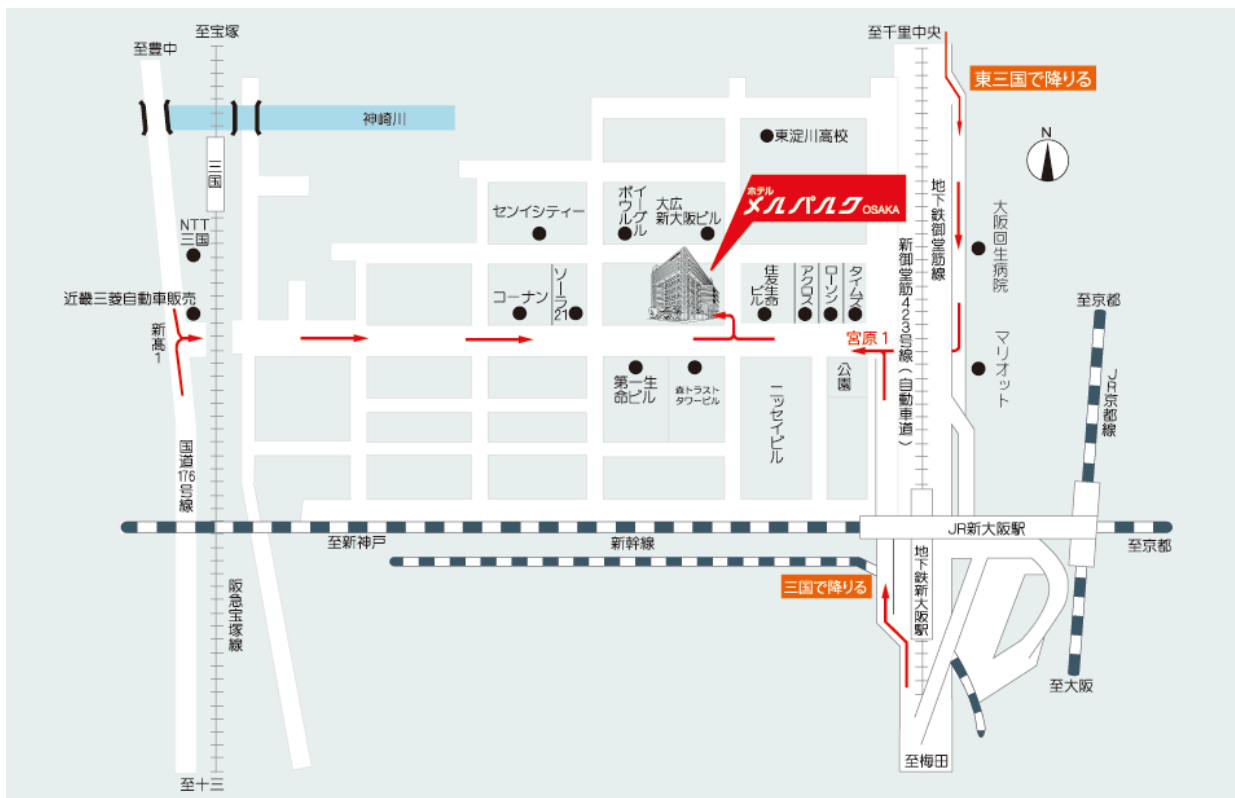 至宝塚
至豊中
至千里中央
東三国で降りる
神崎川
東淀川高校
N
三国
ホテル
メルパルク OSAKA
地下鉄御堂筋線
センイシティー
イーグル
ボウル
大広
新大阪ビル
大阪回生病院
NTT
三国
新御堂筋423号線(自動車道)
近畿三菱自動車販売
コーナン
ソーラ21
住友生命
ビル
アクロス
ローソン
タイムズ
至京都
新高1
宮原1
マリオット
JR京都線
第一生
命ビル
森トラスト
タワービル
ニッセイビル
公園
国道176号線
JR新大阪駅
至新神戸
新幹線
至京都
地下鉄新大阪駅
三国で降りる
阪急宝塚線
至大阪
至梅田
至十三